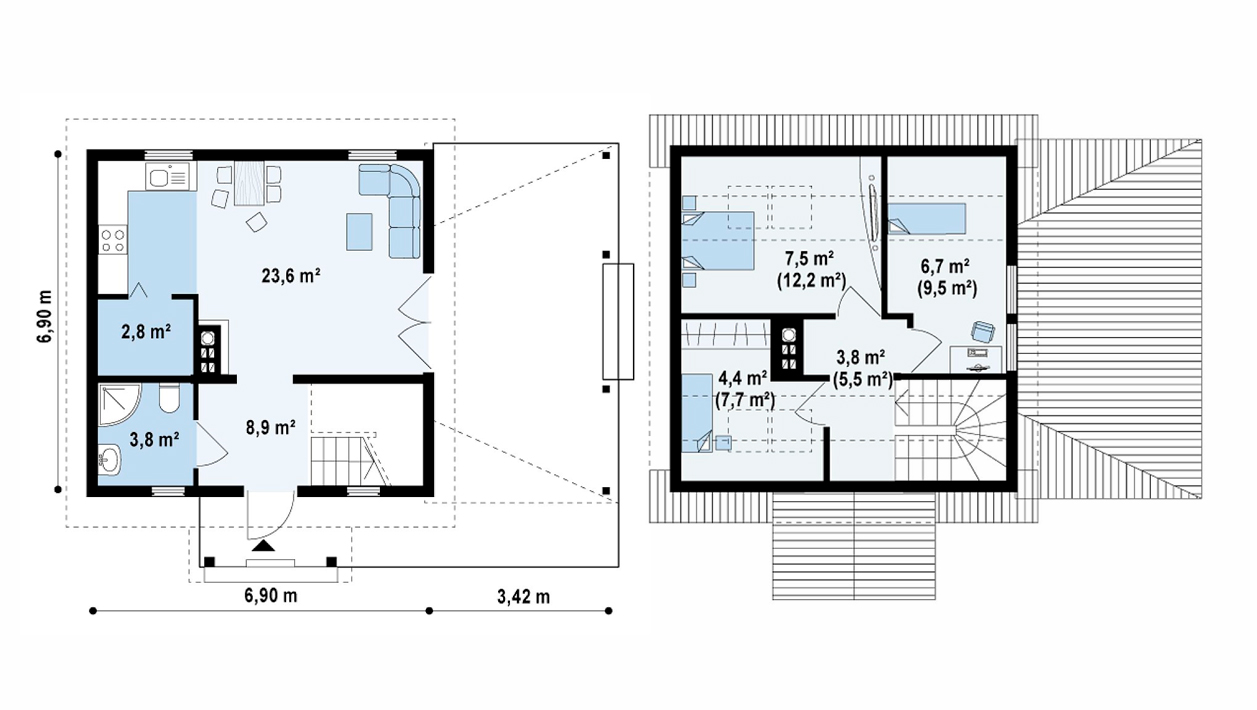 6,90 m
23,6 m²
2,8 m²
3,8 m²
8,9 m²
6,90 m
3,42 m
7,5 m²
(12,2 m²)
6,7 m²
(9,5 m²)
4,4 m²
(7,7 m²)
3,8 m²
(5,5 m²)